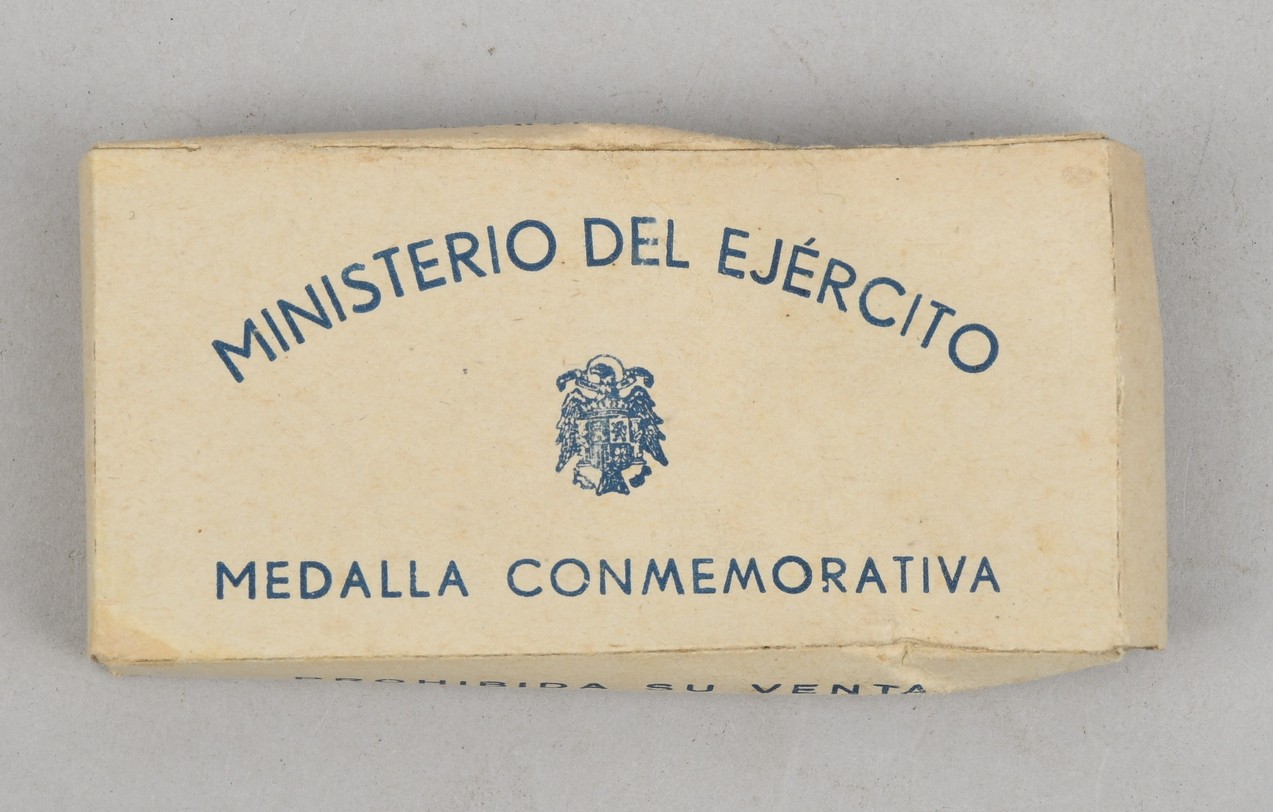 MINISTERIO DEL EJÉRCITO
MEDALLA CONMEMORATIVA
PROHIBIDA SU VENTA